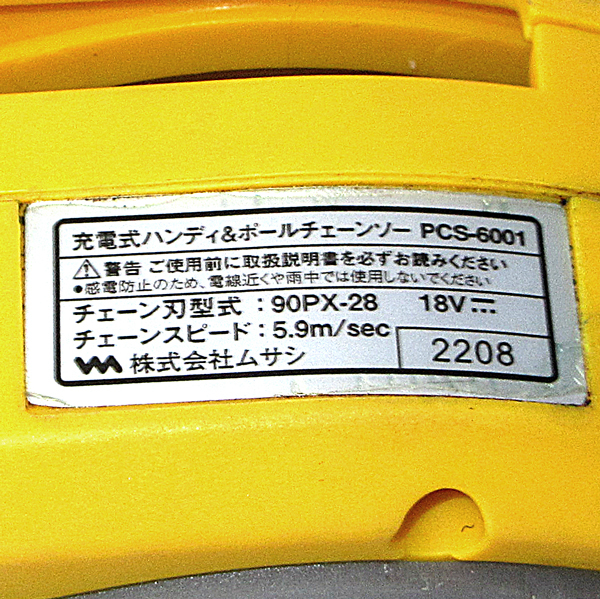 充電式ハンディ&ポールチェーンソー PCS-6001
⚠警告 ご使用前に取扱説明書を必ずお読みください
●感電防止のため、電線近くや雨中では使用しないでください
チェーン刃型式：90PX-28 18V⎓
チェーンスピード：5.9m/sec
株式会社ムサシ 2208